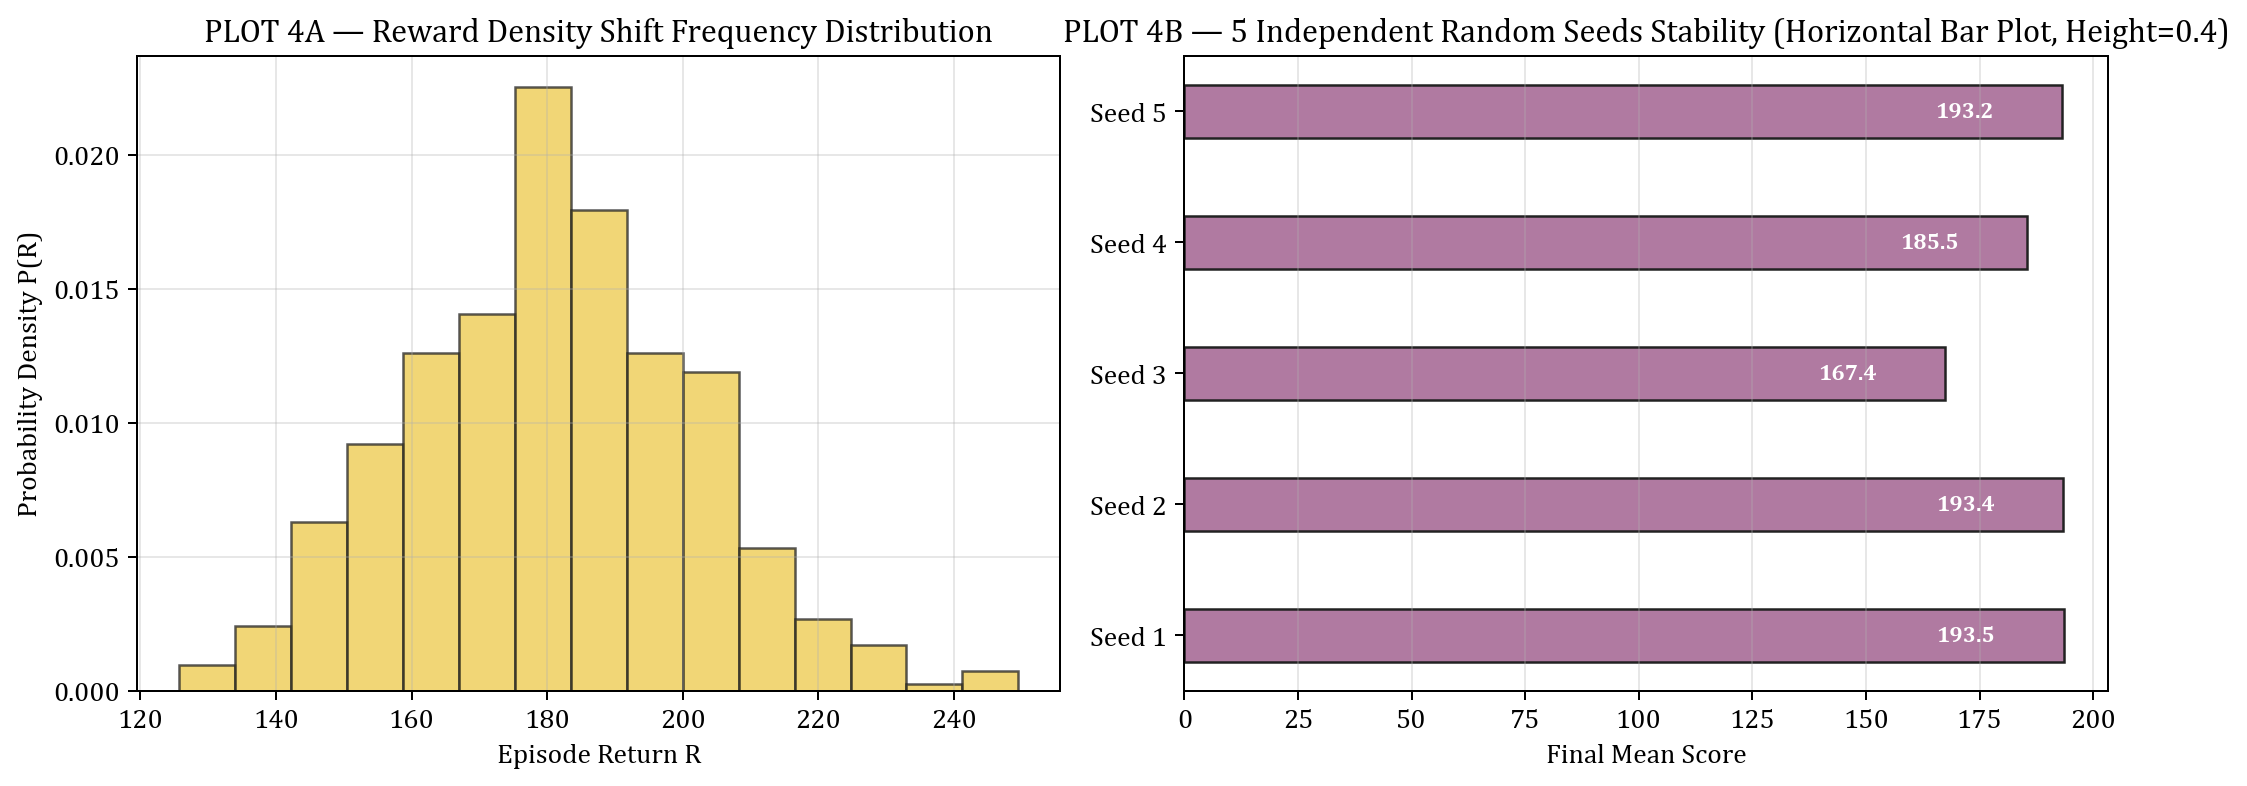 PLOT 4A — Reward Density Shift Frequency Distribution
Probability Density P(R)
0.020
0.015
0.010
0.005
0.000
120 140 160 180 200 220 240
Episode Return R
PLOT 4B — 5 Independent Random Seeds Stability (Horizontal Bar Plot, Height=0.4)
Seed 5 193.2
Seed 4 185.5
Seed 3 167.4
Seed 2 193.4
Seed 1 193.5
0 25 50 75 100 125 150 175 200
Final Mean Score